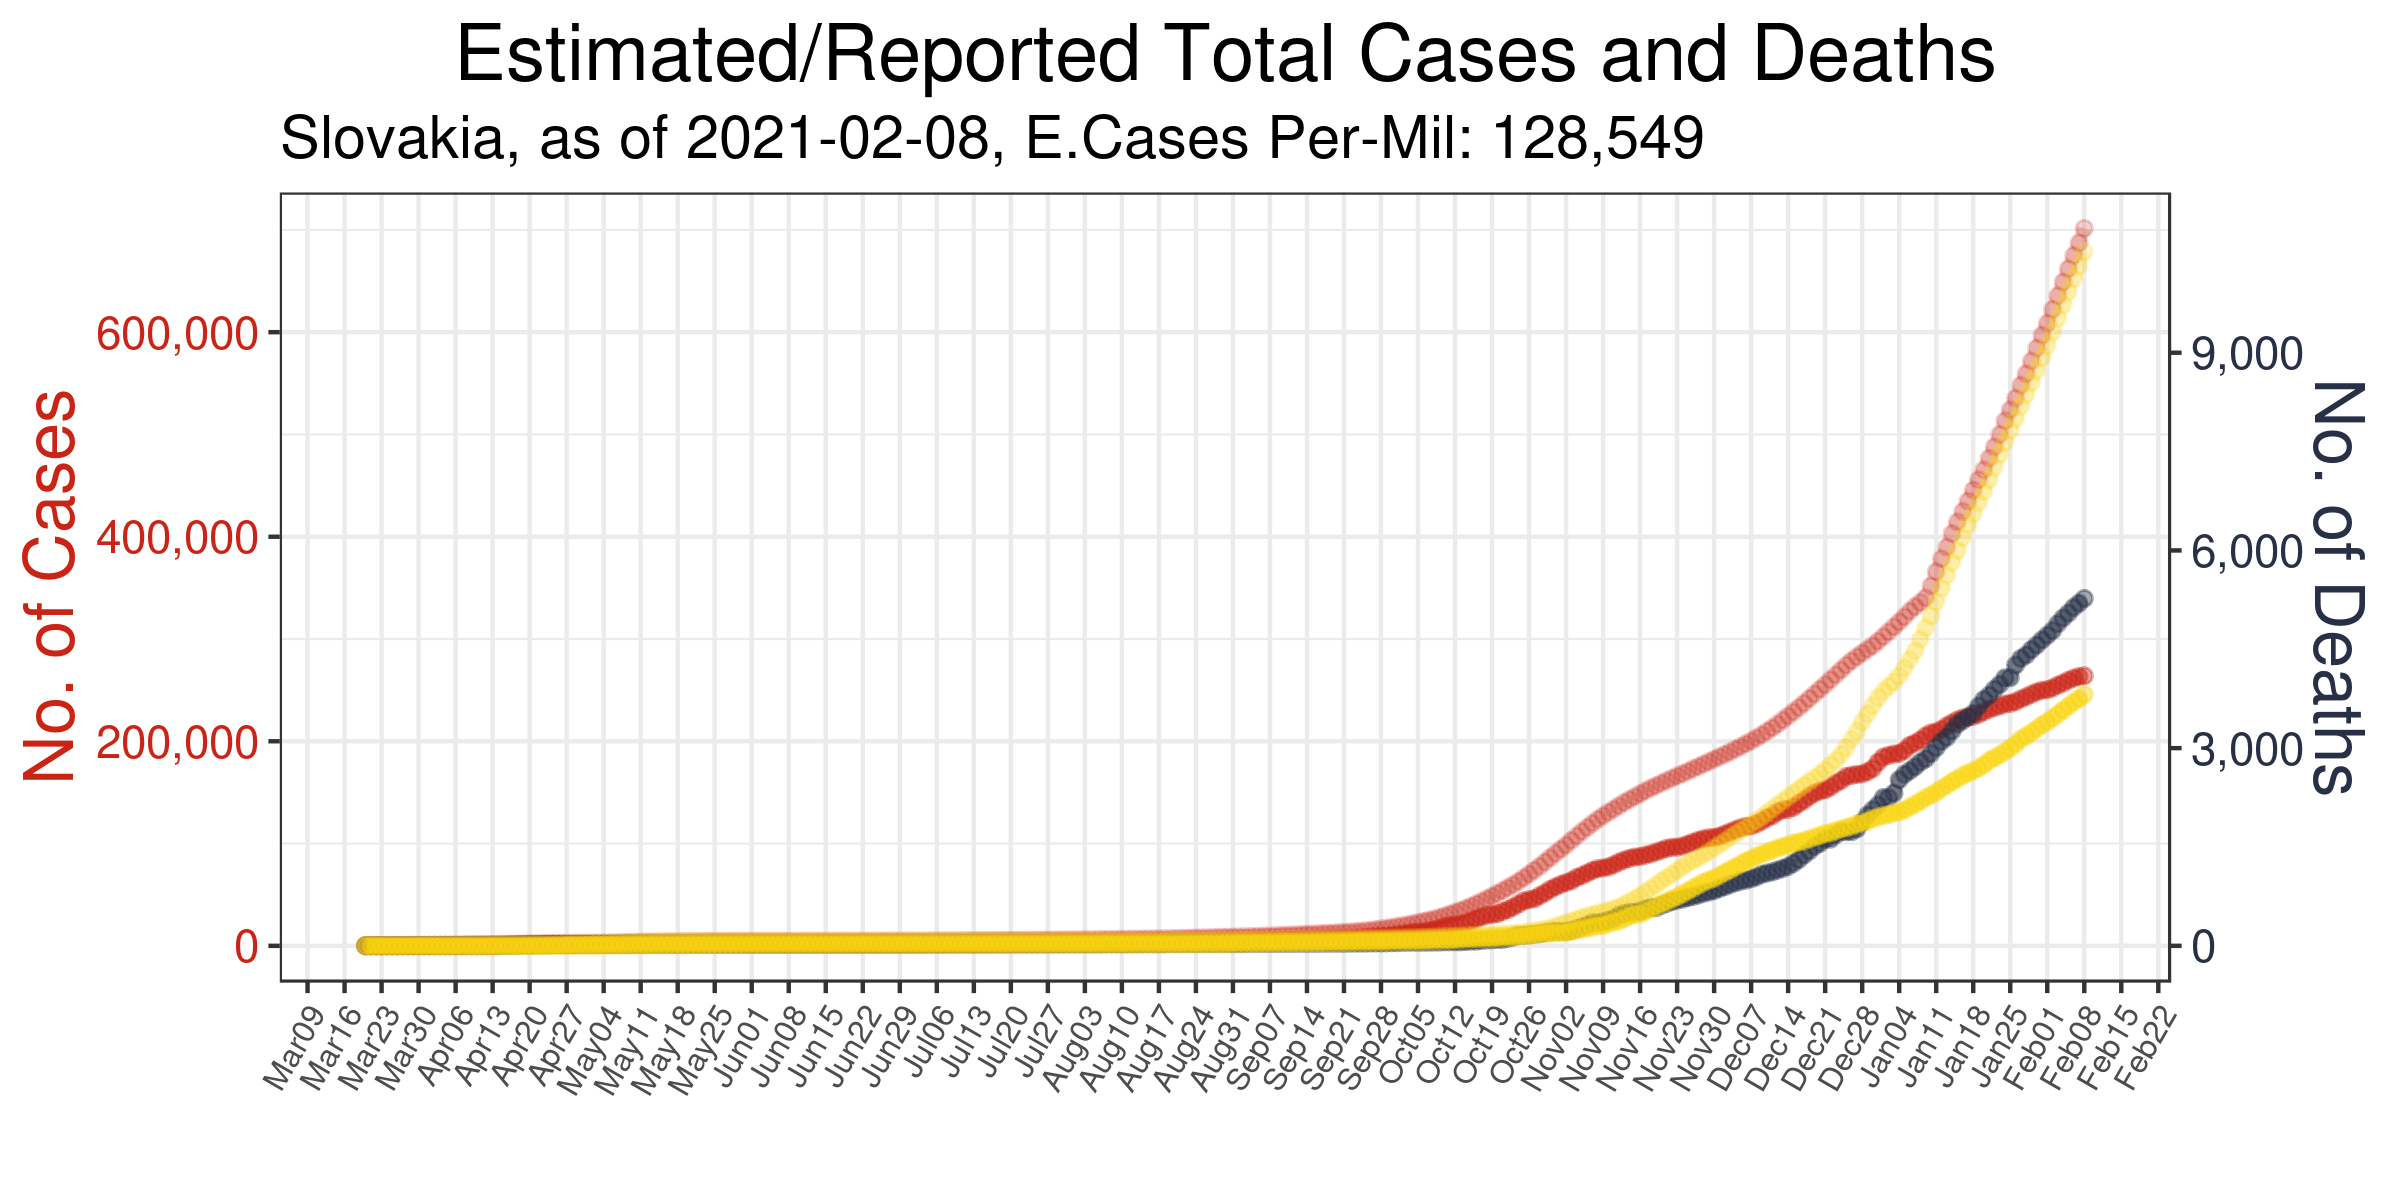 Estimated/Reported Total Cases and Deaths
Slovakia, as of 2021-02-08, E.Cases Per-Mil: 128,549
No. of Cases
600,000
400,000
200,000
0
9,000
6,000
3,000
0
No. of Deaths
Mar09
Mar16
Mar23
Mar30
Apr06
Apr13
Apr20
Apr27
May04
May11
May18
May25
Jun01
Jun08
Jun15
Jun22
Jun29
Jul06
Jul13
Jul20
Jul27
Aug03
Aug10
Aug17
Aug24
Aug31
Sep07
Sep14
Sep21
Sep28
Oct05
Oct12
Oct19
Oct26
Nov02
Nov09
Nov16
Nov23
Nov30
Dec07
Dec14
Dec21
Dec28
Jan04
Jan11
Jan18
Jan25
Feb01
Feb08
Feb15
Feb22